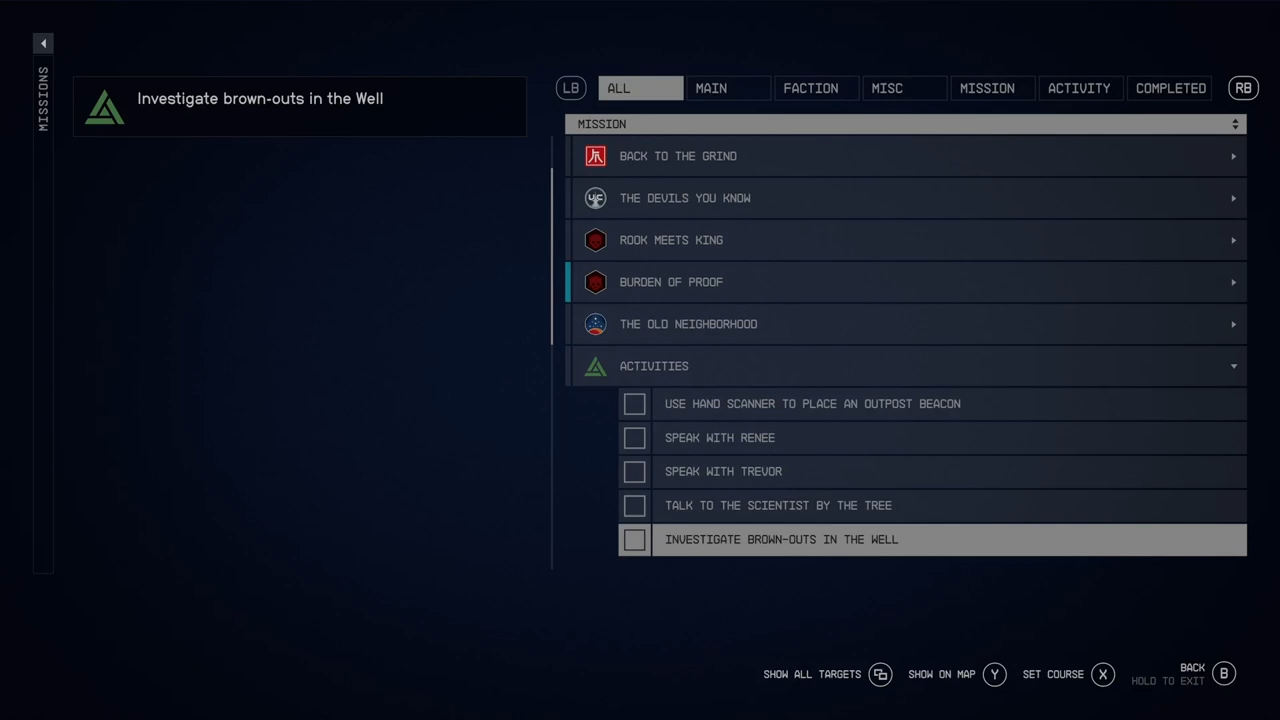 MISSIONS
Investigate brown-outs in the Well
LB
ALL
MAIN
FACTION
MISC
MISSION
ACTIVITY
COMPLETED
RB
MISSION
BACK TO THE GRIND
UC
THE DEVILS YOU KNOW
ROOK MEETS KING
BURDEN OF PROOF
THE OLD NEIGHBORHOOD
ACTIVITIES
USE HAND SCANNER TO PLACE AN OUTPOST BEACON
SPEAK WITH RENEE
SPEAK WITH TREVOR
TALK TO THE SCIENTIST BY THE TREE
INVESTIGATE BROWN-OUTS IN THE WELL
SHOW ALL TARGETS
SHOW ON MAP Y
SET COURSE X
BACK B
HOLD TO EXIT